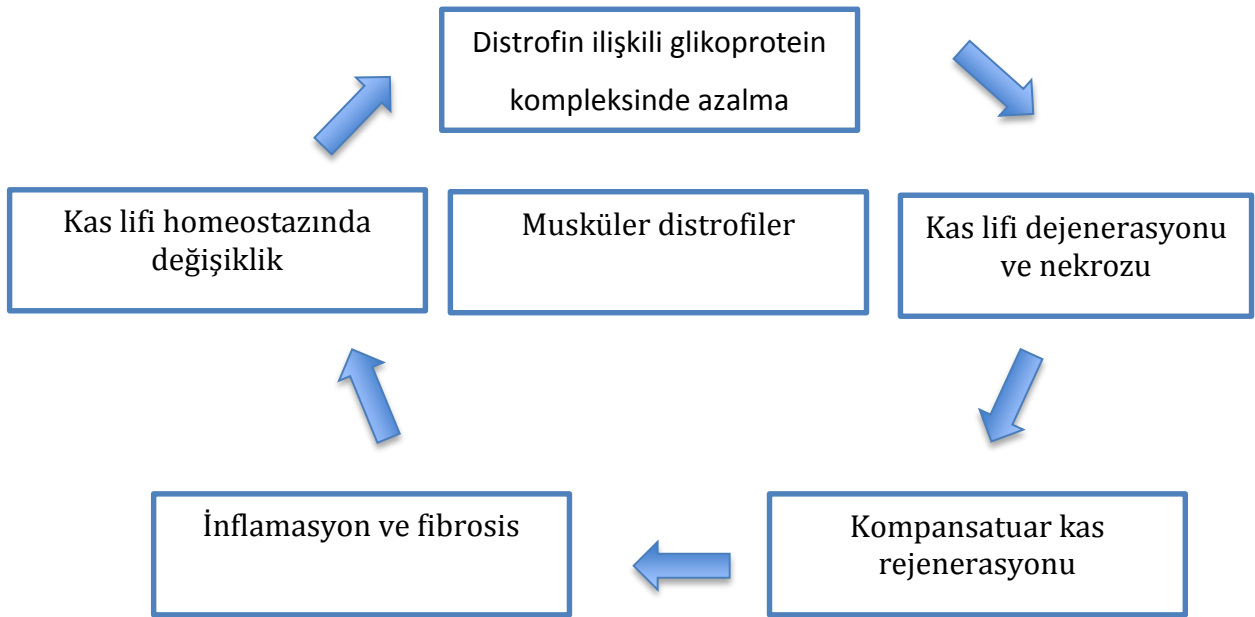 Distrofin ilişkili glikoprotein
kompleksinde azalma
Kas lifi homeostazında
değişiklik
Musküler distrofiler
Kas lifi dejenerasyonu
ve nekrozu
İnflamasyon ve fibrosis
Kompansatuar kas
rejenerasyonu